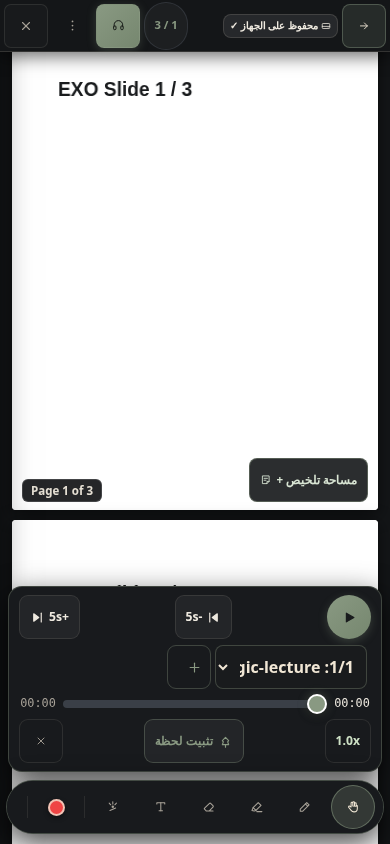 3 / 1
محفوظ على الجهاز ✓
EXO Slide 1 / 3
Page 1 of 3
مساحة تلخيص +
5s+
5s-
gic-lecture :1/1
00:00
00:00
تثبيت لحظة
1.0x
T